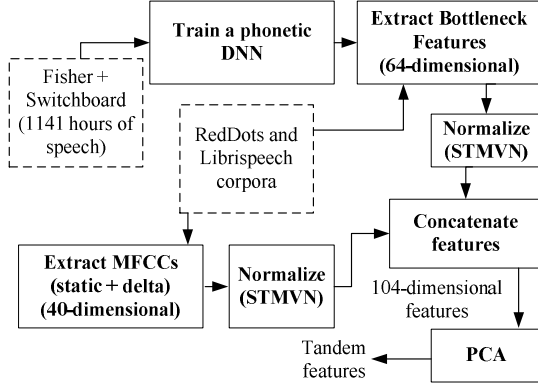 Train a phonetic
DNN
Extract Bottleneck
Features
(64-dimensional)
Fisher +
Switchboard
(1141 hours of
speech)
RedDots and
Librispeech
corpora
Normalize
(STMVN)
Concatenate
features
Extract MFCCs
(static + delta)
(40-dimensional)
Normalize
(STMVN)
104-dimensional
features
PCA
Tandem
features